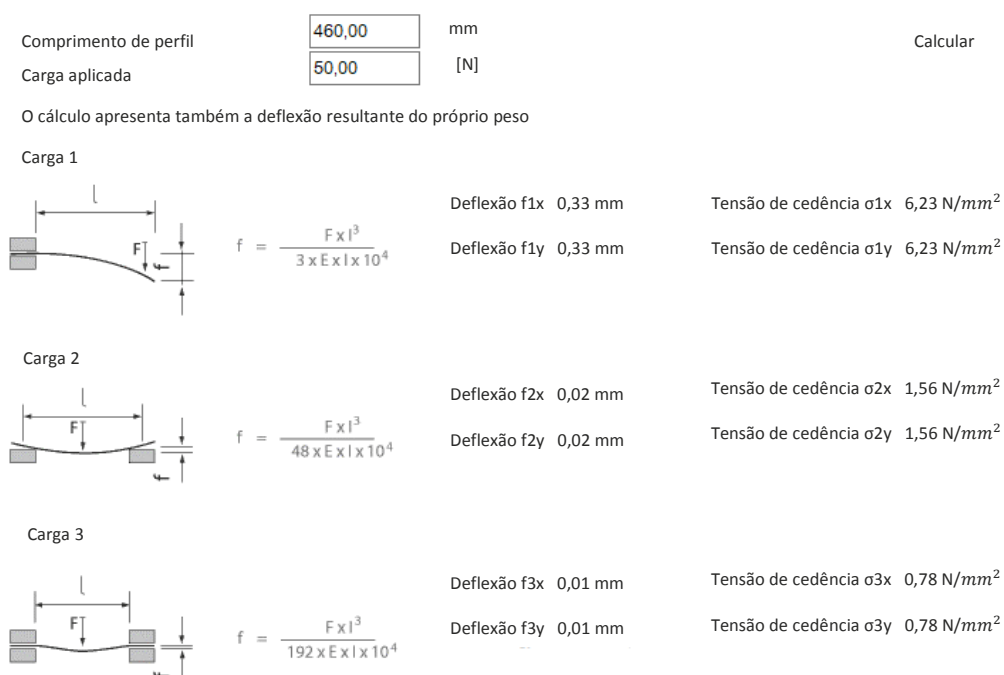 Comprimento de perfil 460,00 mm Calcular
Carga aplicada 50,00 [N]
O cálculo apresenta também a deflexão resultante do próprio peso
Carga 1
l
F
f
f = F x l³ / 3 x E x I x 10⁴
Deflexão f1x 0,33 mm Tensão de cedência σ1x 6,23 N/mm²
Deflexão f1y 0,33 mm Tensão de cedência σ1y 6,23 N/mm²
Carga 2
l
F
f
f = F x l³ / 48 x E x I x 10⁴
Deflexão f2x 0,02 mm Tensão de cedência σ2x 1,56 N/mm²
Deflexão f2y 0,02 mm Tensão de cedência σ2y 1,56 N/mm²
Carga 3
l
F
f = F x l³ / 192 x E x I x 10⁴
Deflexão f3x 0,01 mm Tensão de cedência σ3x 0,78 N/mm²
Deflexão f3y 0,01 mm Tensão de cedência σ3y 0,78 N/mm²